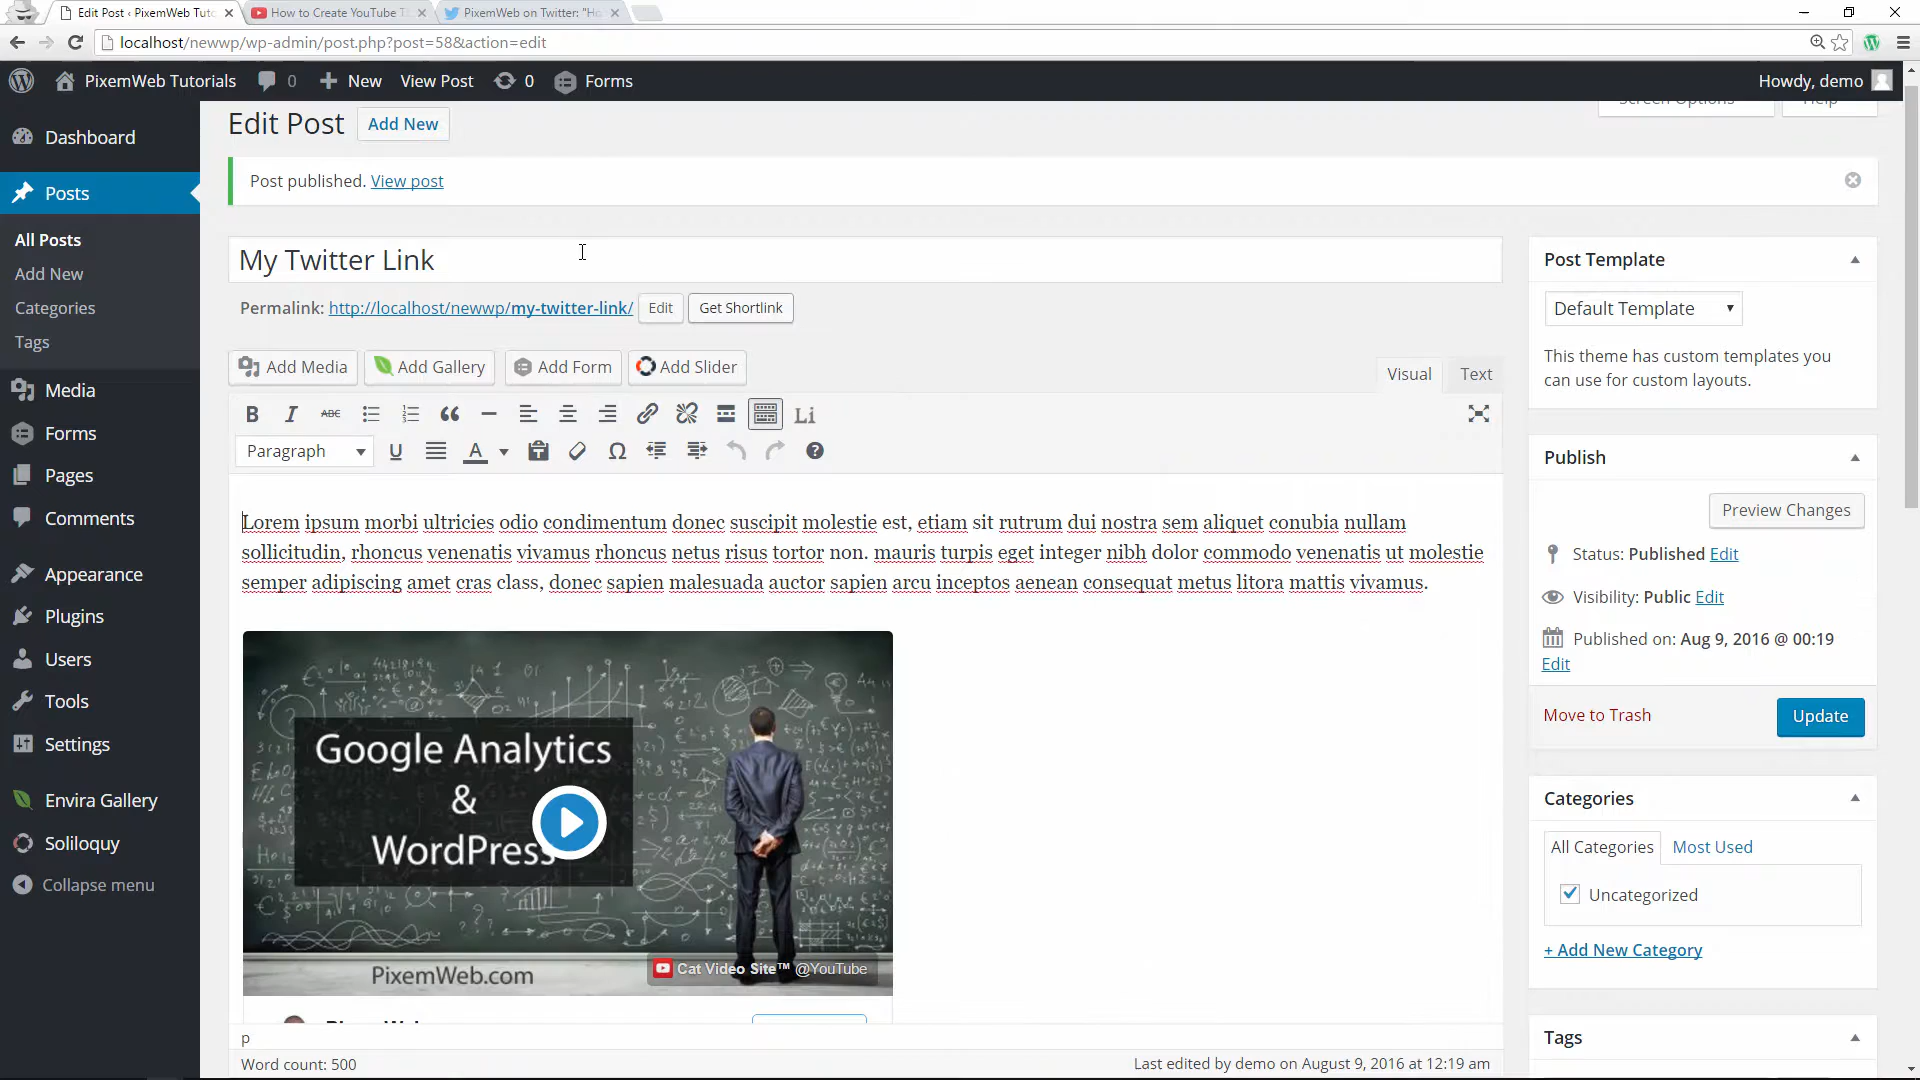 Edit Post ‹ PixemWeb Tuto
How to Create YouTube T
PixemWeb on Twitter: "Ho
localhost/newwp/wp-admin/post.php?post=58&action=edit
PixemWeb Tutorials 0 New View Post 0 Forms Howdy, demo
Screen Options Help
Dashboard
Posts
All Posts
Add New
Categories
Tags
Media
Forms
Pages
Comments
Appearance
Plugins
Users
Tools
Settings
Envira Gallery
Soliloquy
Collapse menu
Edit Post Add New
Post published. View post
My Twitter Link
Permalink: http://localhost/newwp/my-twitter-link/ Edit Get Shortlink
Add Media Add Gallery Add Form Add Slider
Visual Text
B I ABC Li
Paragraph U A Ω
Lorem ipsum morbi ultricies odio condimentum donec suscipit molestie est, etiam sit rutrum dui nostra sem aliquet conubia nullam
sollicitudin, rhoncus venenatis vivamus rhoncus netus risus tortor non. mauris turpis eget integer nibh dolor commodo venenatis ut molestie
semper adipiscing amet cras class, donec sapien malesuada auctor sapien arcu inceptos aenean consequat metus litora mattis vivamus.
Google Analytics
&
WordPress
PixemWeb.com
Cat Video Site™ @YouTube
p
Word count: 500
Last edited by demo on August 9, 2016 at 12:19 am
Post Template
Default Template
This theme has custom templates you
can use for custom layouts.
Publish
Preview Changes
Status: Published Edit
Visibility: Public Edit
Published on: Aug 9, 2016 @ 00:19
Edit
Move to Trash Update
Categories
All Categories Most Used
Uncategorized
+ Add New Category
Tags